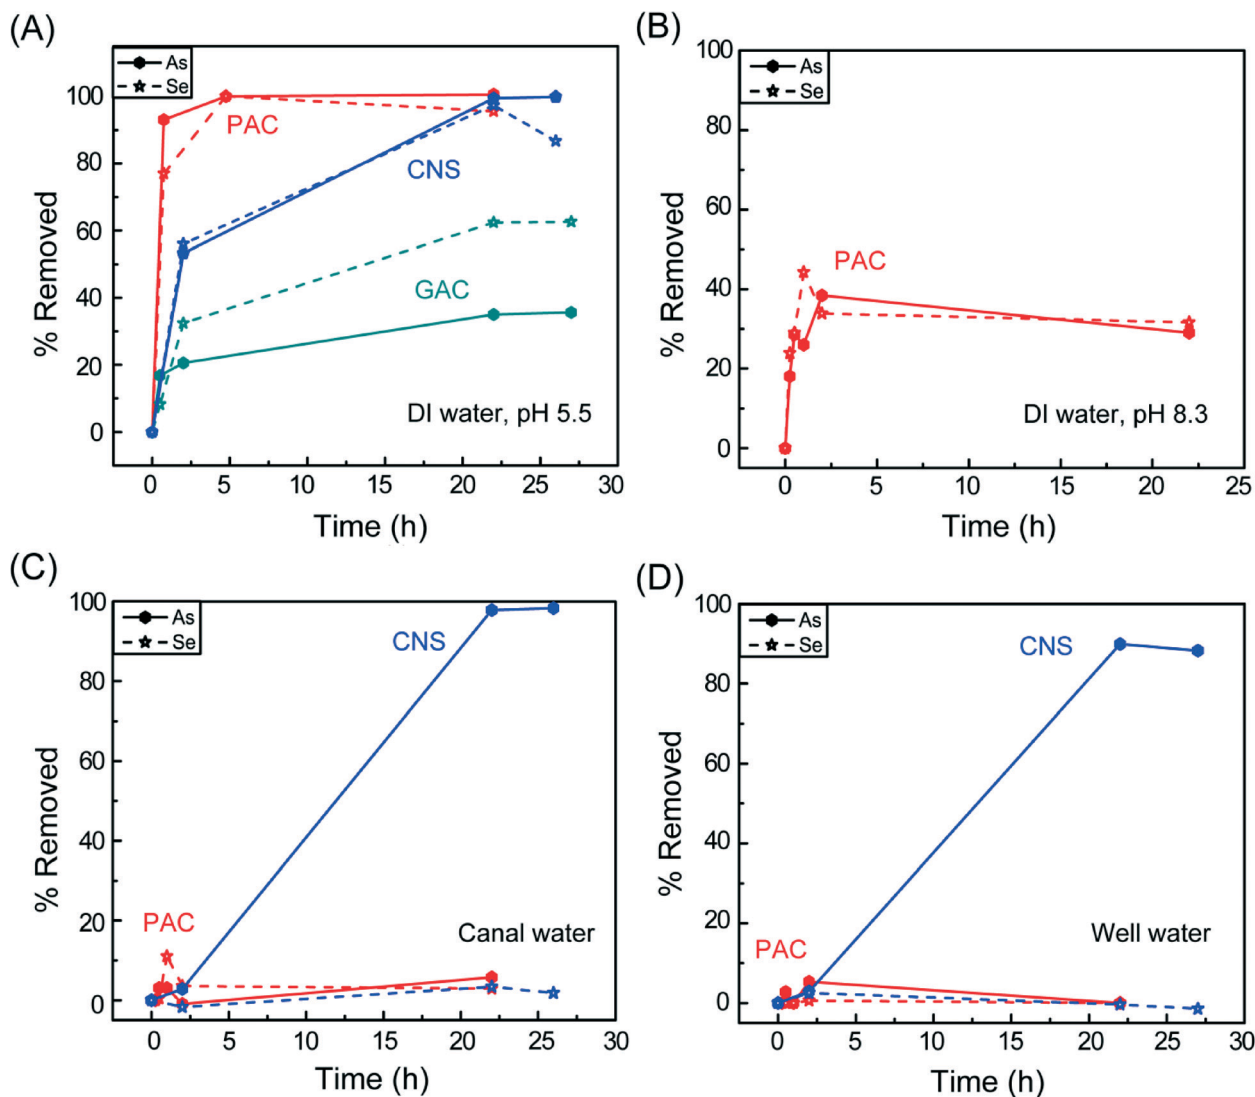 (A)
As
Se
PAC
CNS
GAC
DI water, pH 5.5
% Removed
100
80
60
40
20
0
0 5 10 15 20 25 30
Time (h)
(B)
As
Se
PAC
DI water, pH 8.3
% Removed
100
80
60
40
20
0
0 5 10 15 20 25
Time (h)
(C)
As
Se
CNS
PAC
Canal water
% Removed
100
80
60
40
20
0
0 5 10 15 20 25 30
Time (h)
(D)
As
Se
CNS
PAC
Well water
% Removed
100
80
60
40
20
0
0 5 10 15 20 25 30
Time (h)